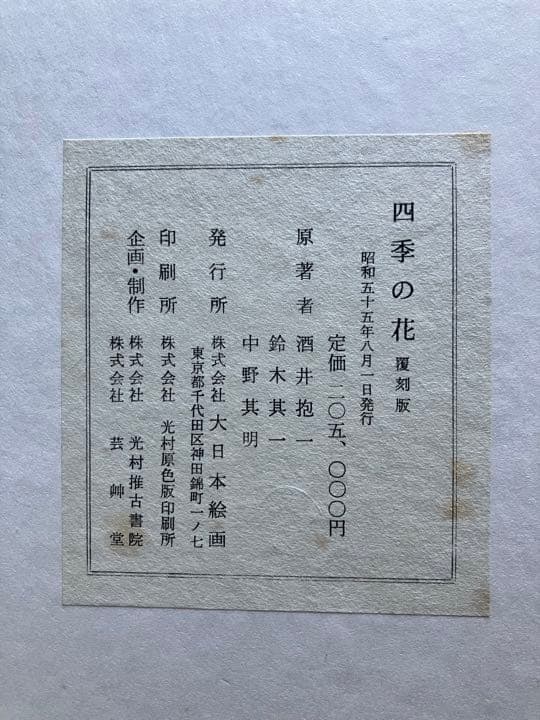 四季の花 覆刻版
昭和五十五年八月一日発行
定価 二〇五、〇〇〇円
原著者 酒井抱一
鈴木其一
中野其明
発行所 株式会社 大日本絵画
東京都千代田区神田錦町一ノ七
印刷所 株式会社 光村原色版印刷所
企画・制作 株式会社 光村推古書院
株式会社 芸艸堂